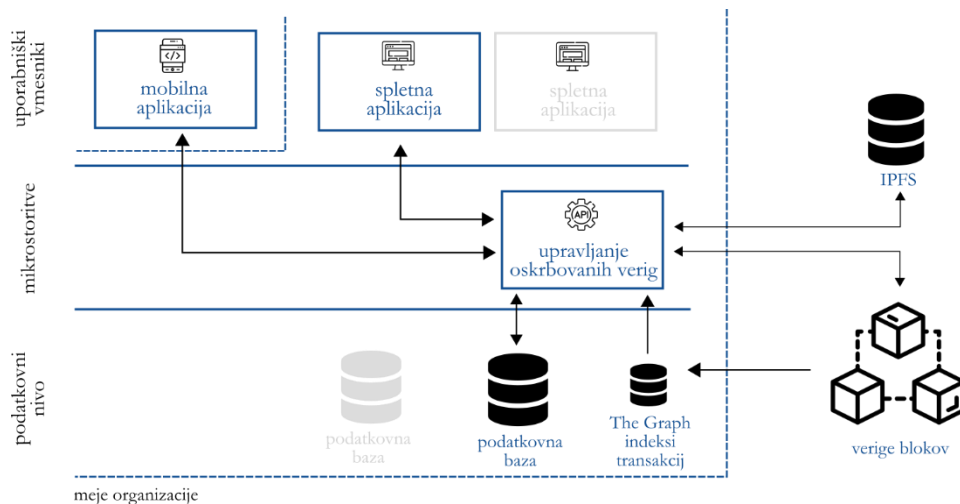 uporabniški
vmesniki
mobilna
aplikacija
spletna
aplikacija
spletna
aplikacija
IPFS
mikrostoritve
API
upravljanje
oskrbovanih verig
podatkovni
nivo
podatkovna
baza
podatkovna
baza
The Graph
indeksi
transakcij
verige blokov
meje organizacije